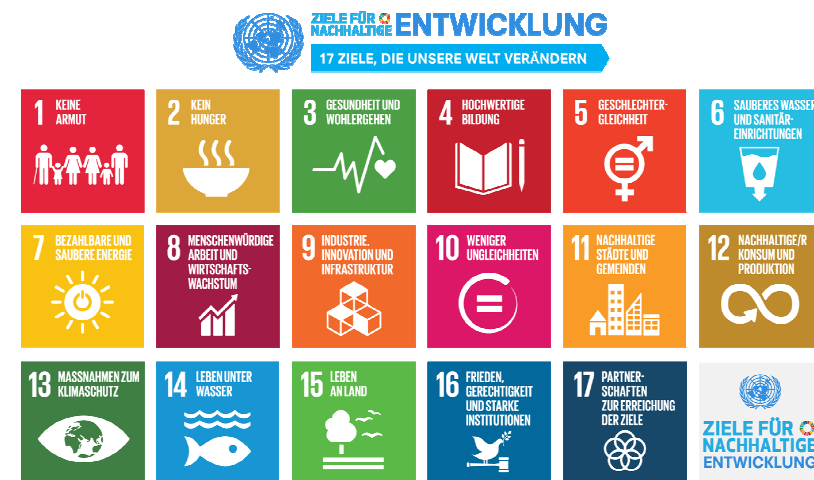 ZIELE FÜR
NACHHALTIGE
ENTWICKLUNG
17 ZIELE, DIE UNSERE WELT VERÄNDERN
1 KEINE
ARMUT
2 KEIN
HUNGER
3 GESUNDHEIT UND
WOHLERGEHEN
4 HOCHWERTIGE
BILDUNG
5 GESCHLECHTER-
GLEICHHEIT
6 SAUBERES WASSER
UND SANITÄR-
EINRICHTUNGEN
7 BEZAHLBARE UND
SAUBERE ENERGIE
8 MENSCHENWÜRDIGE
ARBEIT UND
WIRTSCHAFTS-
WACHSTUM
9 INDUSTRIE,
INNOVATION UND
INFRASTRUKTUR
10 WENIGER
UNGLEICHHEITEN
11 NACHHALTIGE
STÄDTE UND
GEMEINDEN
12 NACHHALTIGE/R
KONSUM UND
PRODUKTION
13 MASSNAHMEN ZUM
KLIMASCHUTZ
14 LEBEN UNTER
WASSER
15 LEBEN
AN LAND
16 FRIEDEN,
GERECHTIGKEIT
UND STARKE
INSTITUTIONEN
17 PARTNER-
SCHAFTEN
ZUR ERREICHUNG
DER ZIELE
ZIELE FÜR
NACHHALTIGE
ENTWICKLUNG